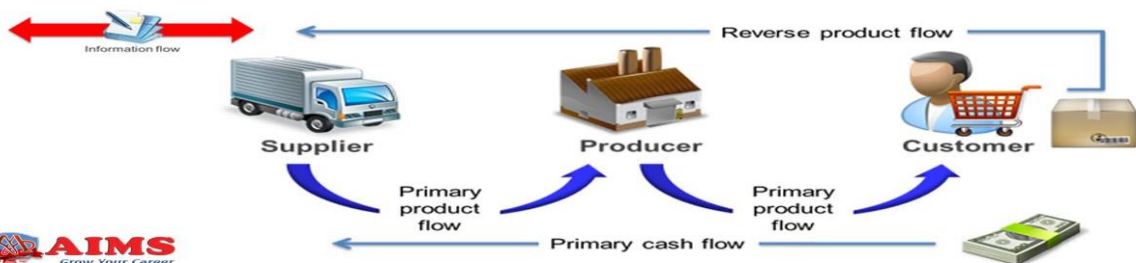 Information flow
Reverse product flow
Supplier
Producer
Customer
Primary
product
flow
Primary
product
flow
Primary cash flow
AIMS
Grow Your Career